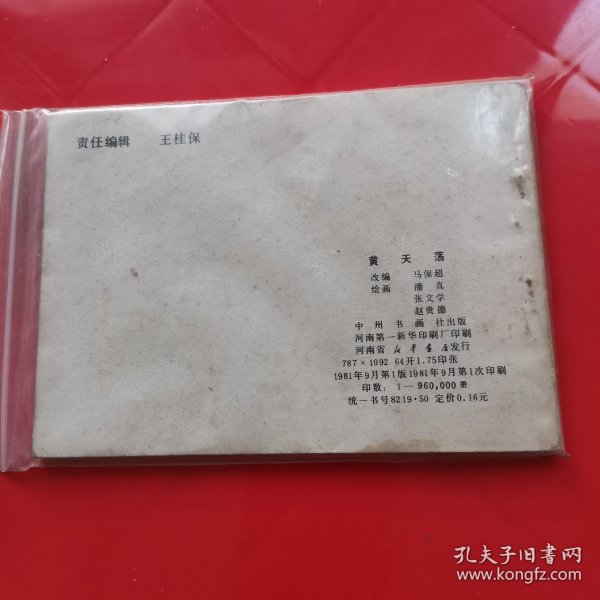 责任编辑 王桂保
黄天荡
改编 马保超
绘画 潘真
张文学
赵贵德
中州书画社出版
河南第一新华印刷厂印刷
河南省新华书店发行
787×1092 64开1.75印张
1981年9月第1版1981年9月第1次印刷
印数：1—960,000册
统一书号8219·50 定价0.16元
孔夫子旧书网
www.kongfz.com